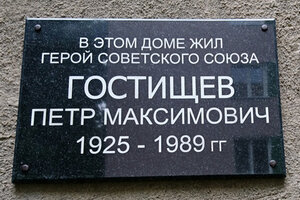 В ЭТОМ ДОМЕ ЖИЛ
ГЕРОЙ СОВЕТСКОГО СОЮЗА
ГОСТИЩЕВ
ПЕТР МАКСИМОВИЧ
1925 - 1989 гг